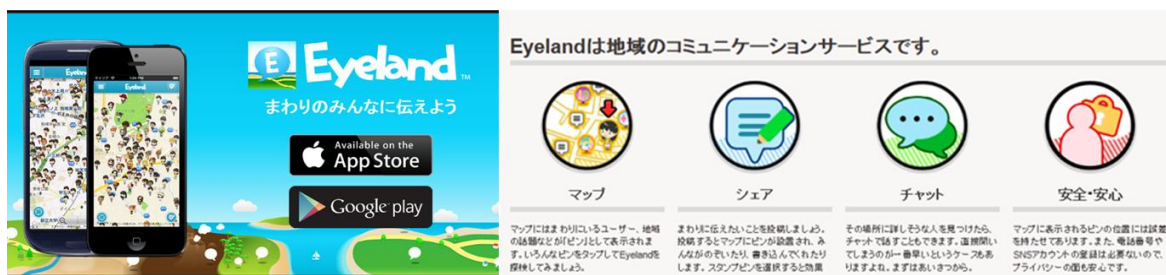 Eyeland™
まわりのみんなに伝えよう
Available on the
App Store
Google play
Eyeland
Eyeland
Eyelandは地域のコミュニケーションサービスです。
マップ
シェア
チャット
安全・安心
マップにはまわりにいるユーザー、地域
の話題などが「ピン」として表示されま
す。いろんなピンをタップしてEyelandを
探検してみましょう。
まわりに伝えたいことを投稿しましょう。
投稿するとマップにピンが設置され、み
んながのぞいたり、書き込んでくれたり
します。スタンプピンを選択すると効果
その場所に詳しそうな人を見つけたら、
チャットで話すこともできます。直接聞い
てしまうのが一番早いというケースもあ
りますよね。まずはあいさつから。
マップに表示されるピンの位置には誤差
を持たせてあります。また、電話番号や
SNSアカウントの登録は必要ないので、
プライバシーの面も安心です。